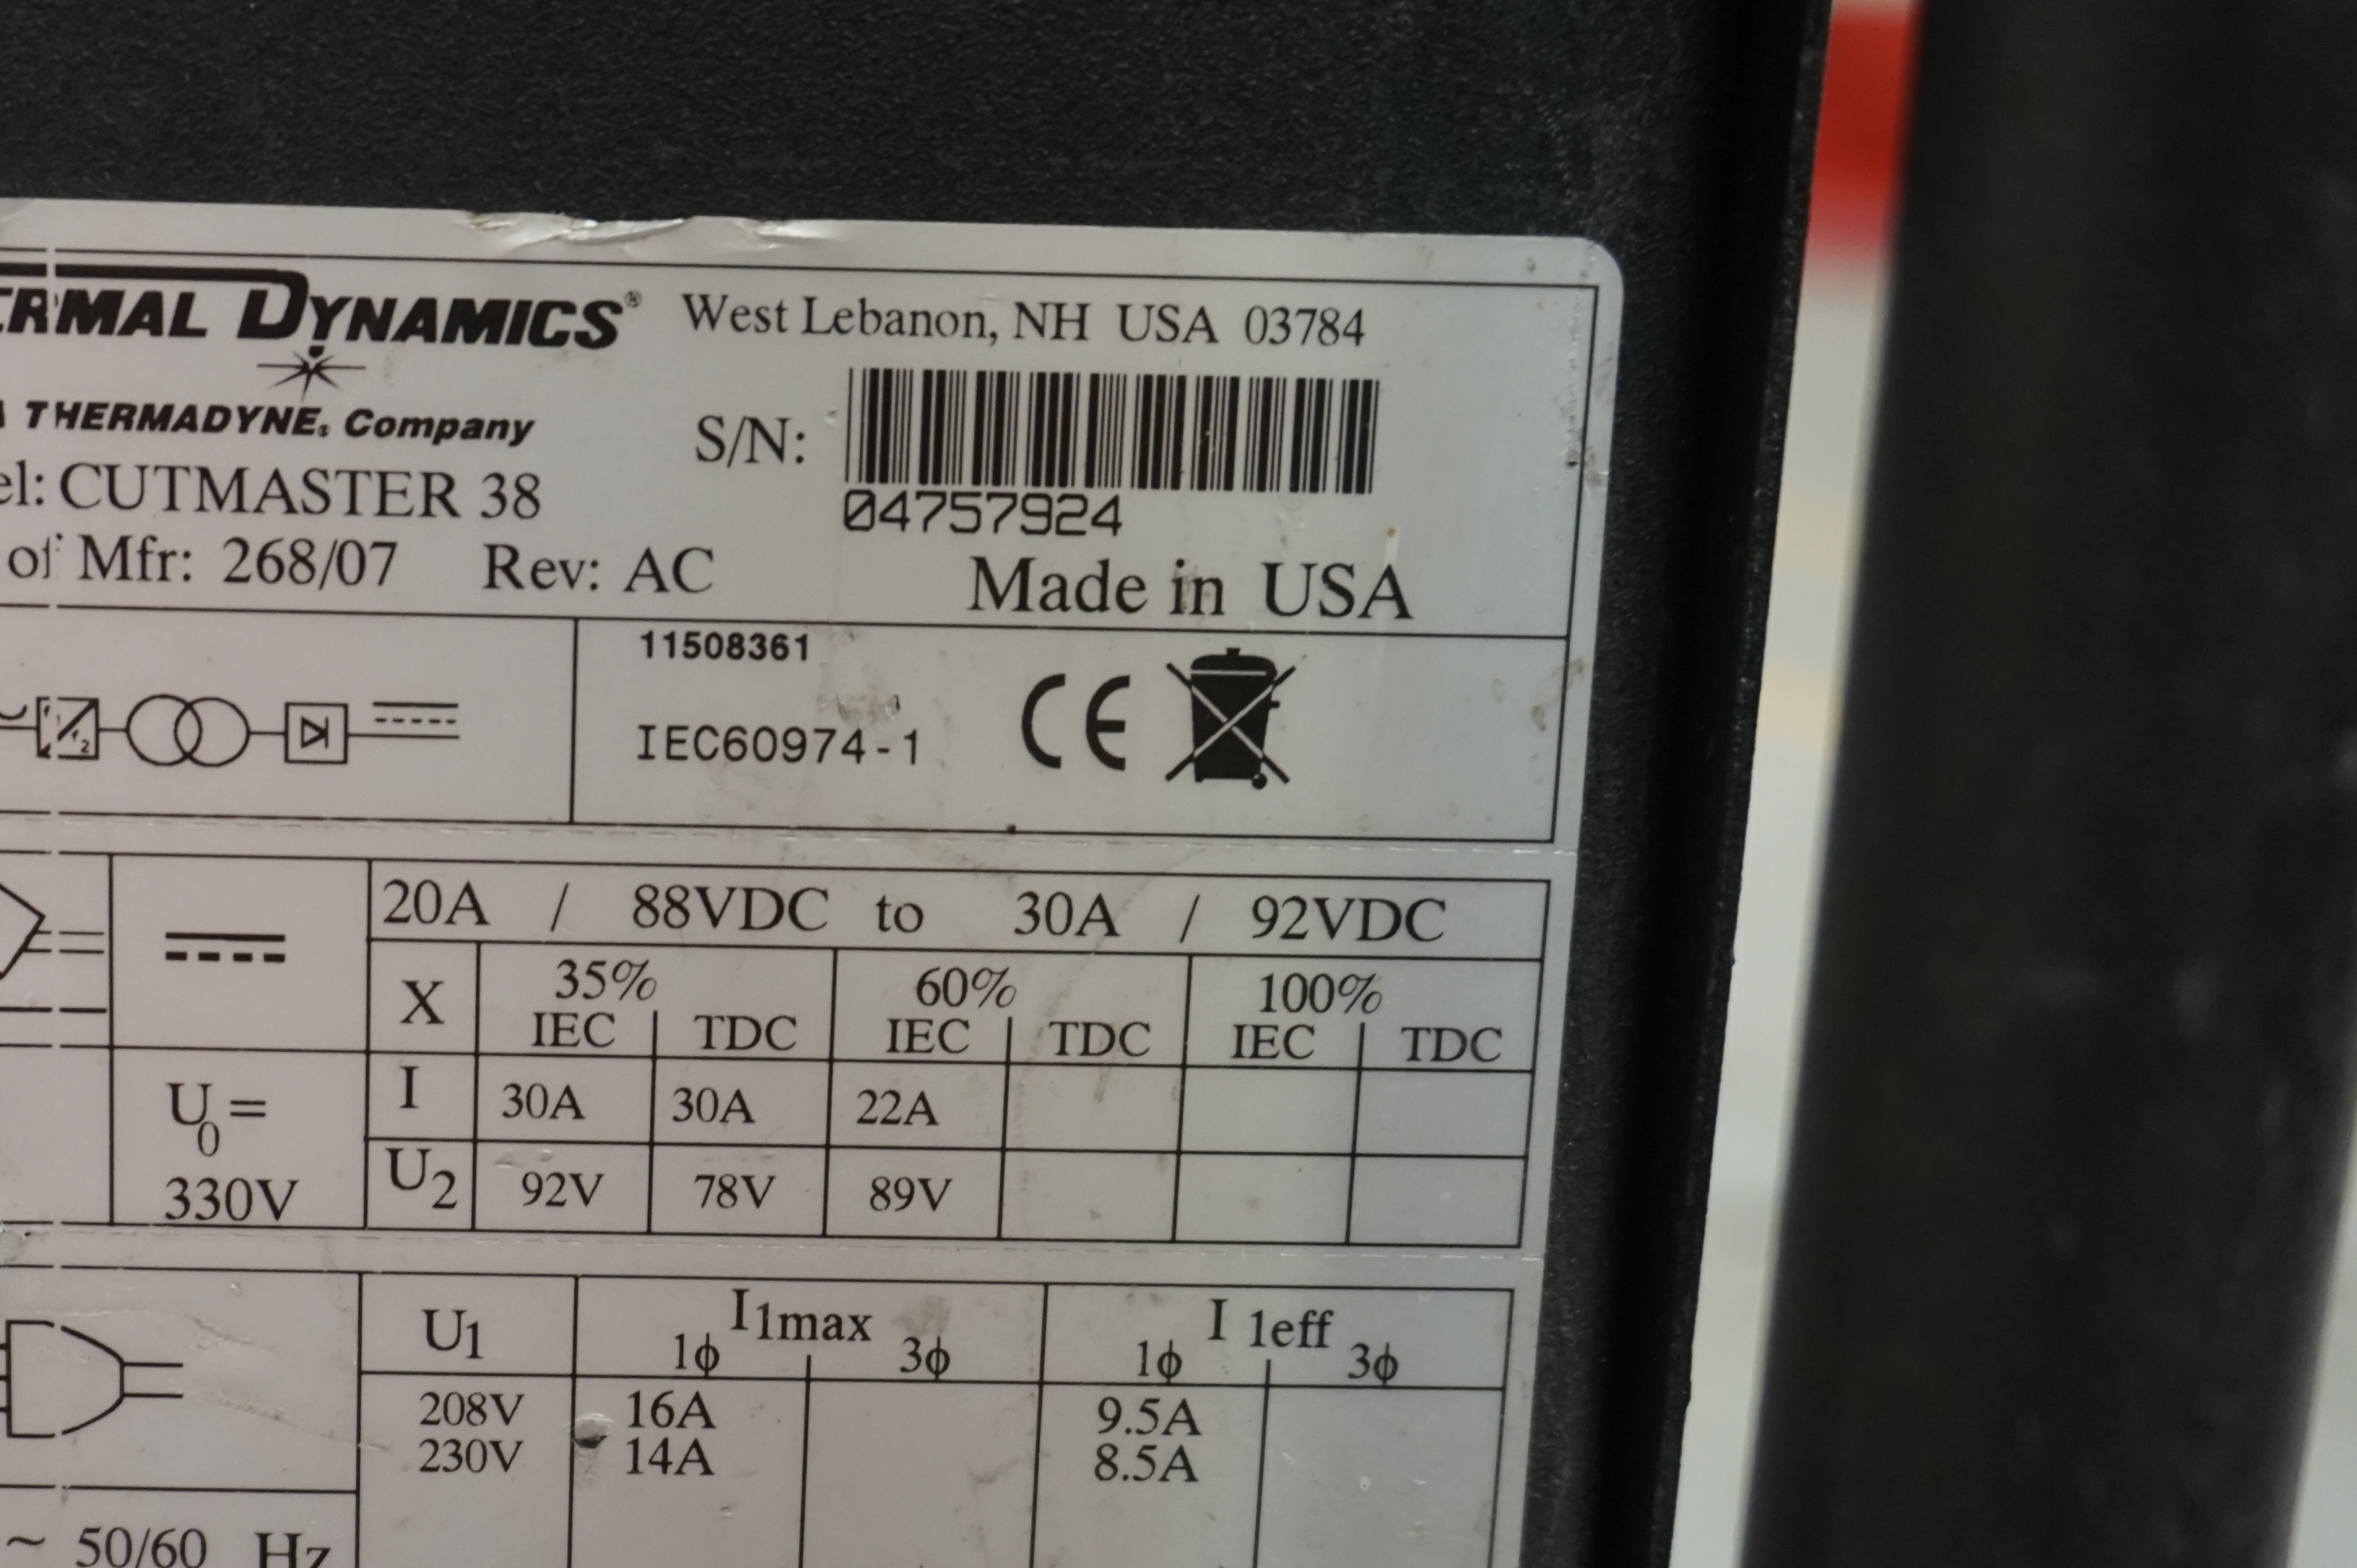 RMAL DYNAMICS® West Lebanon, NH USA 03784
A THERMADYNE® Company
S/N:
04757924
el: CUTMASTER 38
of Mfr: 268/07 Rev: AC
Made in USA
11508361
IEC60974-1
CE
20A / 88VDC to 30A / 92VDC
X 35% 60% 100%
IEC TDC IEC TDC IEC TDC
I 30A 30A 22A
U0 = 330V
U2 92V 78V 89V
U1 I1max I 1eff
1ϕ 3ϕ 1ϕ 3ϕ
208V 16A 9.5A
230V 14A 8.5A
~ 50/60 Hz